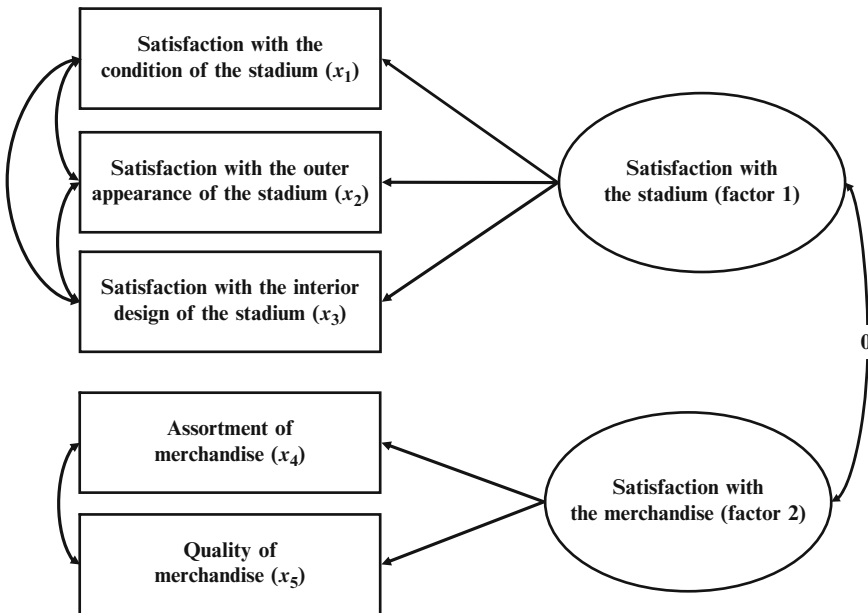 Satisfaction with the
condition of the stadium (x1)
Satisfaction with the outer
appearance of the stadium (x2)
Satisfaction with the interior
design of the stadium (x3)
Satisfaction with
the stadium (factor 1)
0
Assortment of
merchandise (x4)
Quality of
merchandise (x5)
Satisfaction with
the merchandise (factor 2)